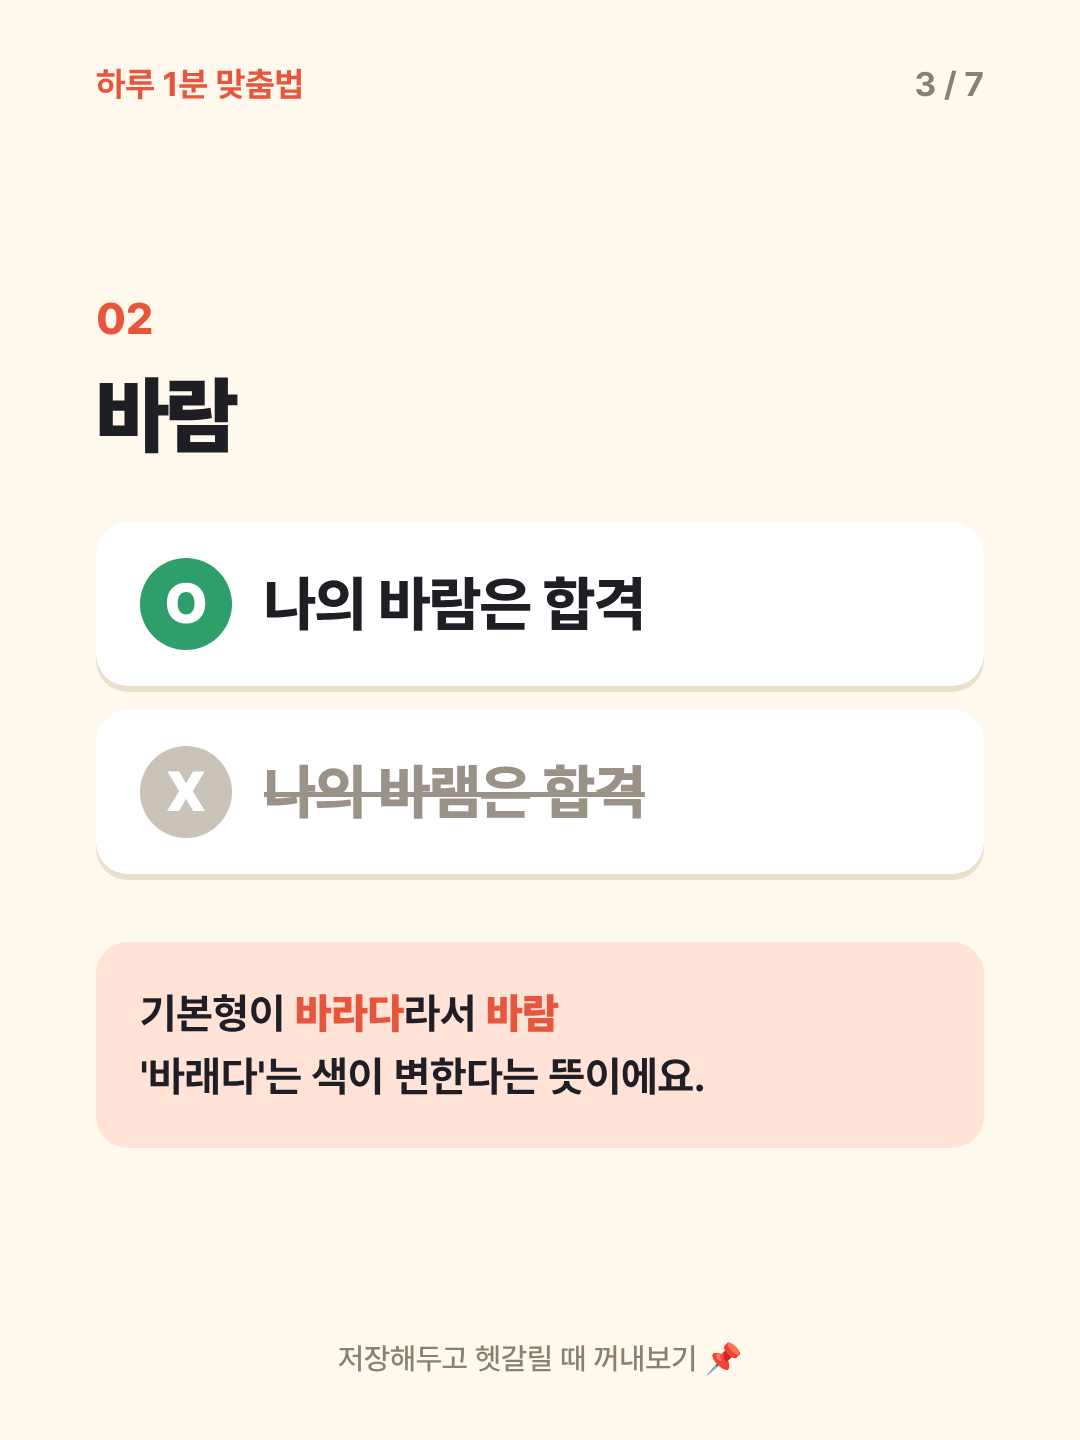 하루 1분 맞춤법
3 / 7
02
바람
O 나의 바람은 합격
X 나의 바램은 합격
기본형이 바라다라서 바람
'바래다'는 색이 변한다는 뜻이에요.
저장해두고 헷갈릴 때 꺼내보기 📌